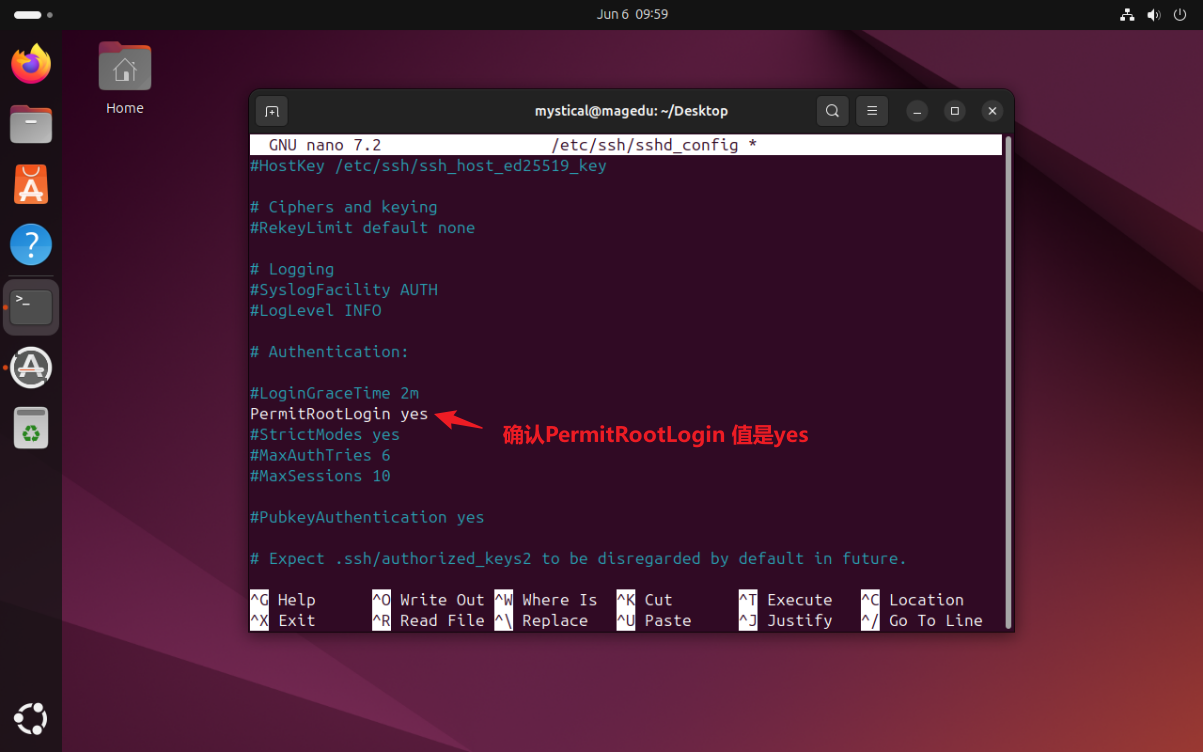 Jun 6 09:59
Home
mystical@magedu: ~/Desktop
GNU nano 7.2 /etc/ssh/sshd_config *
#HostKey /etc/ssh/ssh_host_ed25519_key
# Ciphers and keying
#RekeyLimit default none
# Logging
#SyslogFacility AUTH
#LogLevel INFO
# Authentication:
#LoginGraceTime 2m
PermitRootLogin yes
确认PermitRootLogin 值是yes
#StrictModes yes
#MaxAuthTries 6
#MaxSessions 10
#PubkeyAuthentication yes
# Expect .ssh/authorized_keys2 to be disregarded by default in future.
^G Help ^O Write Out ^W Where Is ^K Cut ^T Execute ^C Location
^X Exit ^R Read File ^\ Replace ^U Paste ^J Justify ^/ Go To Line